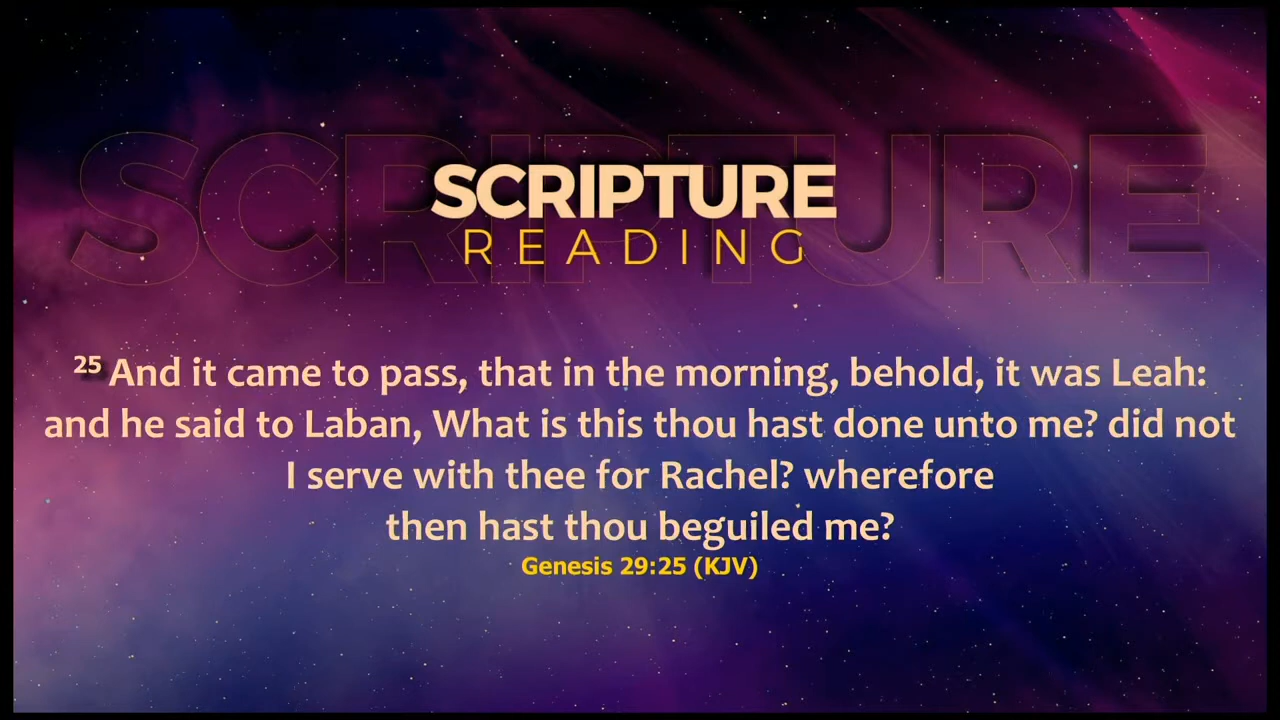 SCRIPTURE
SCRIPTURE
READING
25 And it came to pass, that in the morning, behold, it was Leah:
and he said to Laban, What is this thou hast done unto me? did not
I serve with thee for Rachel? wherefore
then hast thou beguiled me?
Genesis 29:25 (KJV)